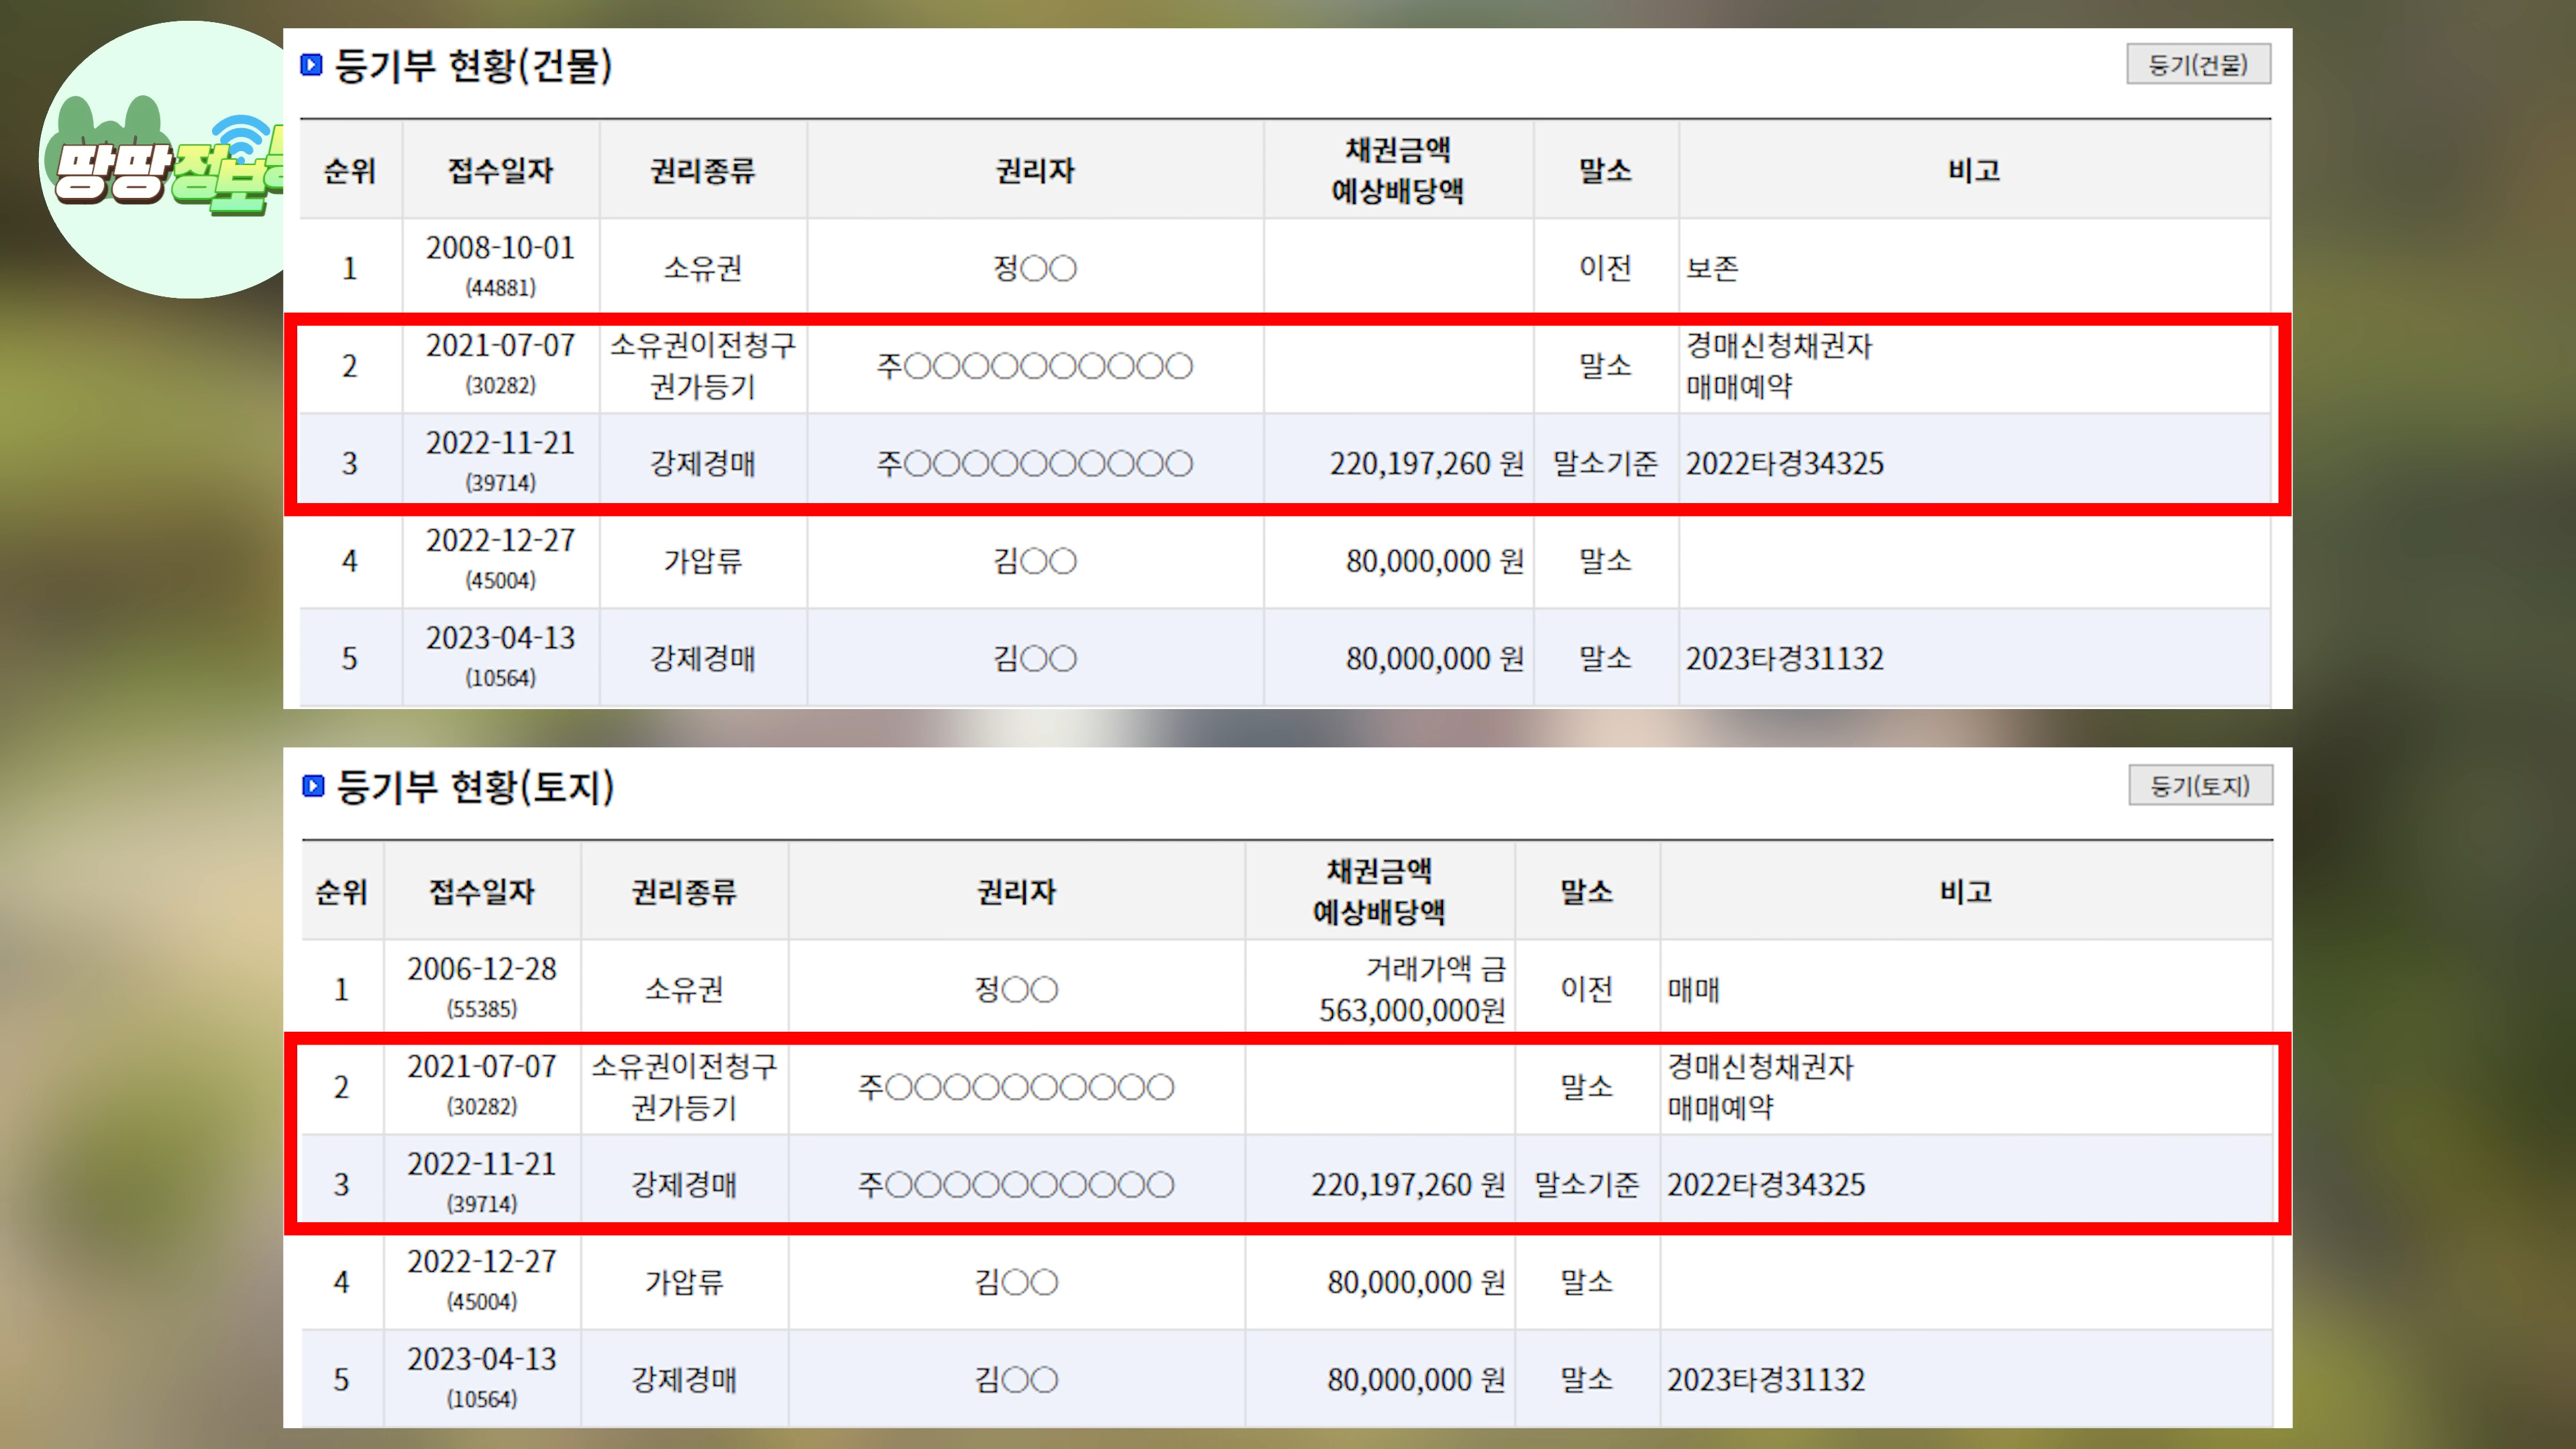 땅땅정보
등기부 현황(건물)
등기(건물)
순위 접수일자 권리종류 권리자 채권금액 예상배당액 말소 비고
1 2008-10-01 (44881) 소유권 정○○ 이전 보존
2 2021-07-07 (30282) 소유권이전청구권가등기 주○○○○○○○○○○ 말소 경매신청채권자 매매예약
3 2022-11-21 (39714) 강제경매 주○○○○○○○○○○ 220,197,260 원 말소기준 2022타경34325
4 2022-12-27 (45004) 가압류 김○○ 80,000,000 원 말소
5 2023-04-13 (10564) 강제경매 김○○ 80,000,000 원 말소 2023타경31132
등기부 현황(토지)
등기(토지)
순위 접수일자 권리종류 권리자 채권금액 예상배당액 말소 비고
1 2006-12-28 (55385) 소유권 정○○ 거래가액 금 563,000,000원 이전 매매
2 2021-07-07 (30282) 소유권이전청구권가등기 주○○○○○○○○○○ 말소 경매신청채권자 매매예약
3 2022-11-21 (39714) 강제경매 주○○○○○○○○○○ 220,197,260 원 말소기준 2022타경34325
4 2022-12-27 (45004) 가압류 김○○ 80,000,000 원 말소
5 2023-04-13 (10564) 강제경매 김○○ 80,000,000 원 말소 2023타경31132